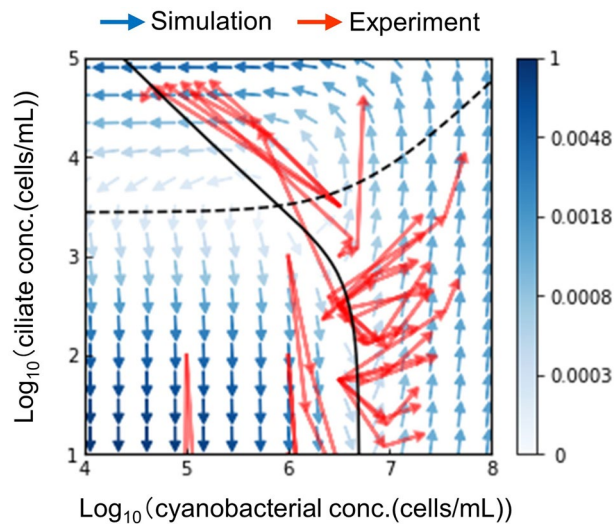 Simulation Experiment
5
4
3
2
1
4 5 6 7 8
Log₁₀(ciliate conc.(cells/mL))
Log₁₀(cyanobacterial conc.(cells/mL))
1
0.0048
0.0018
0.0008
0.0003
0